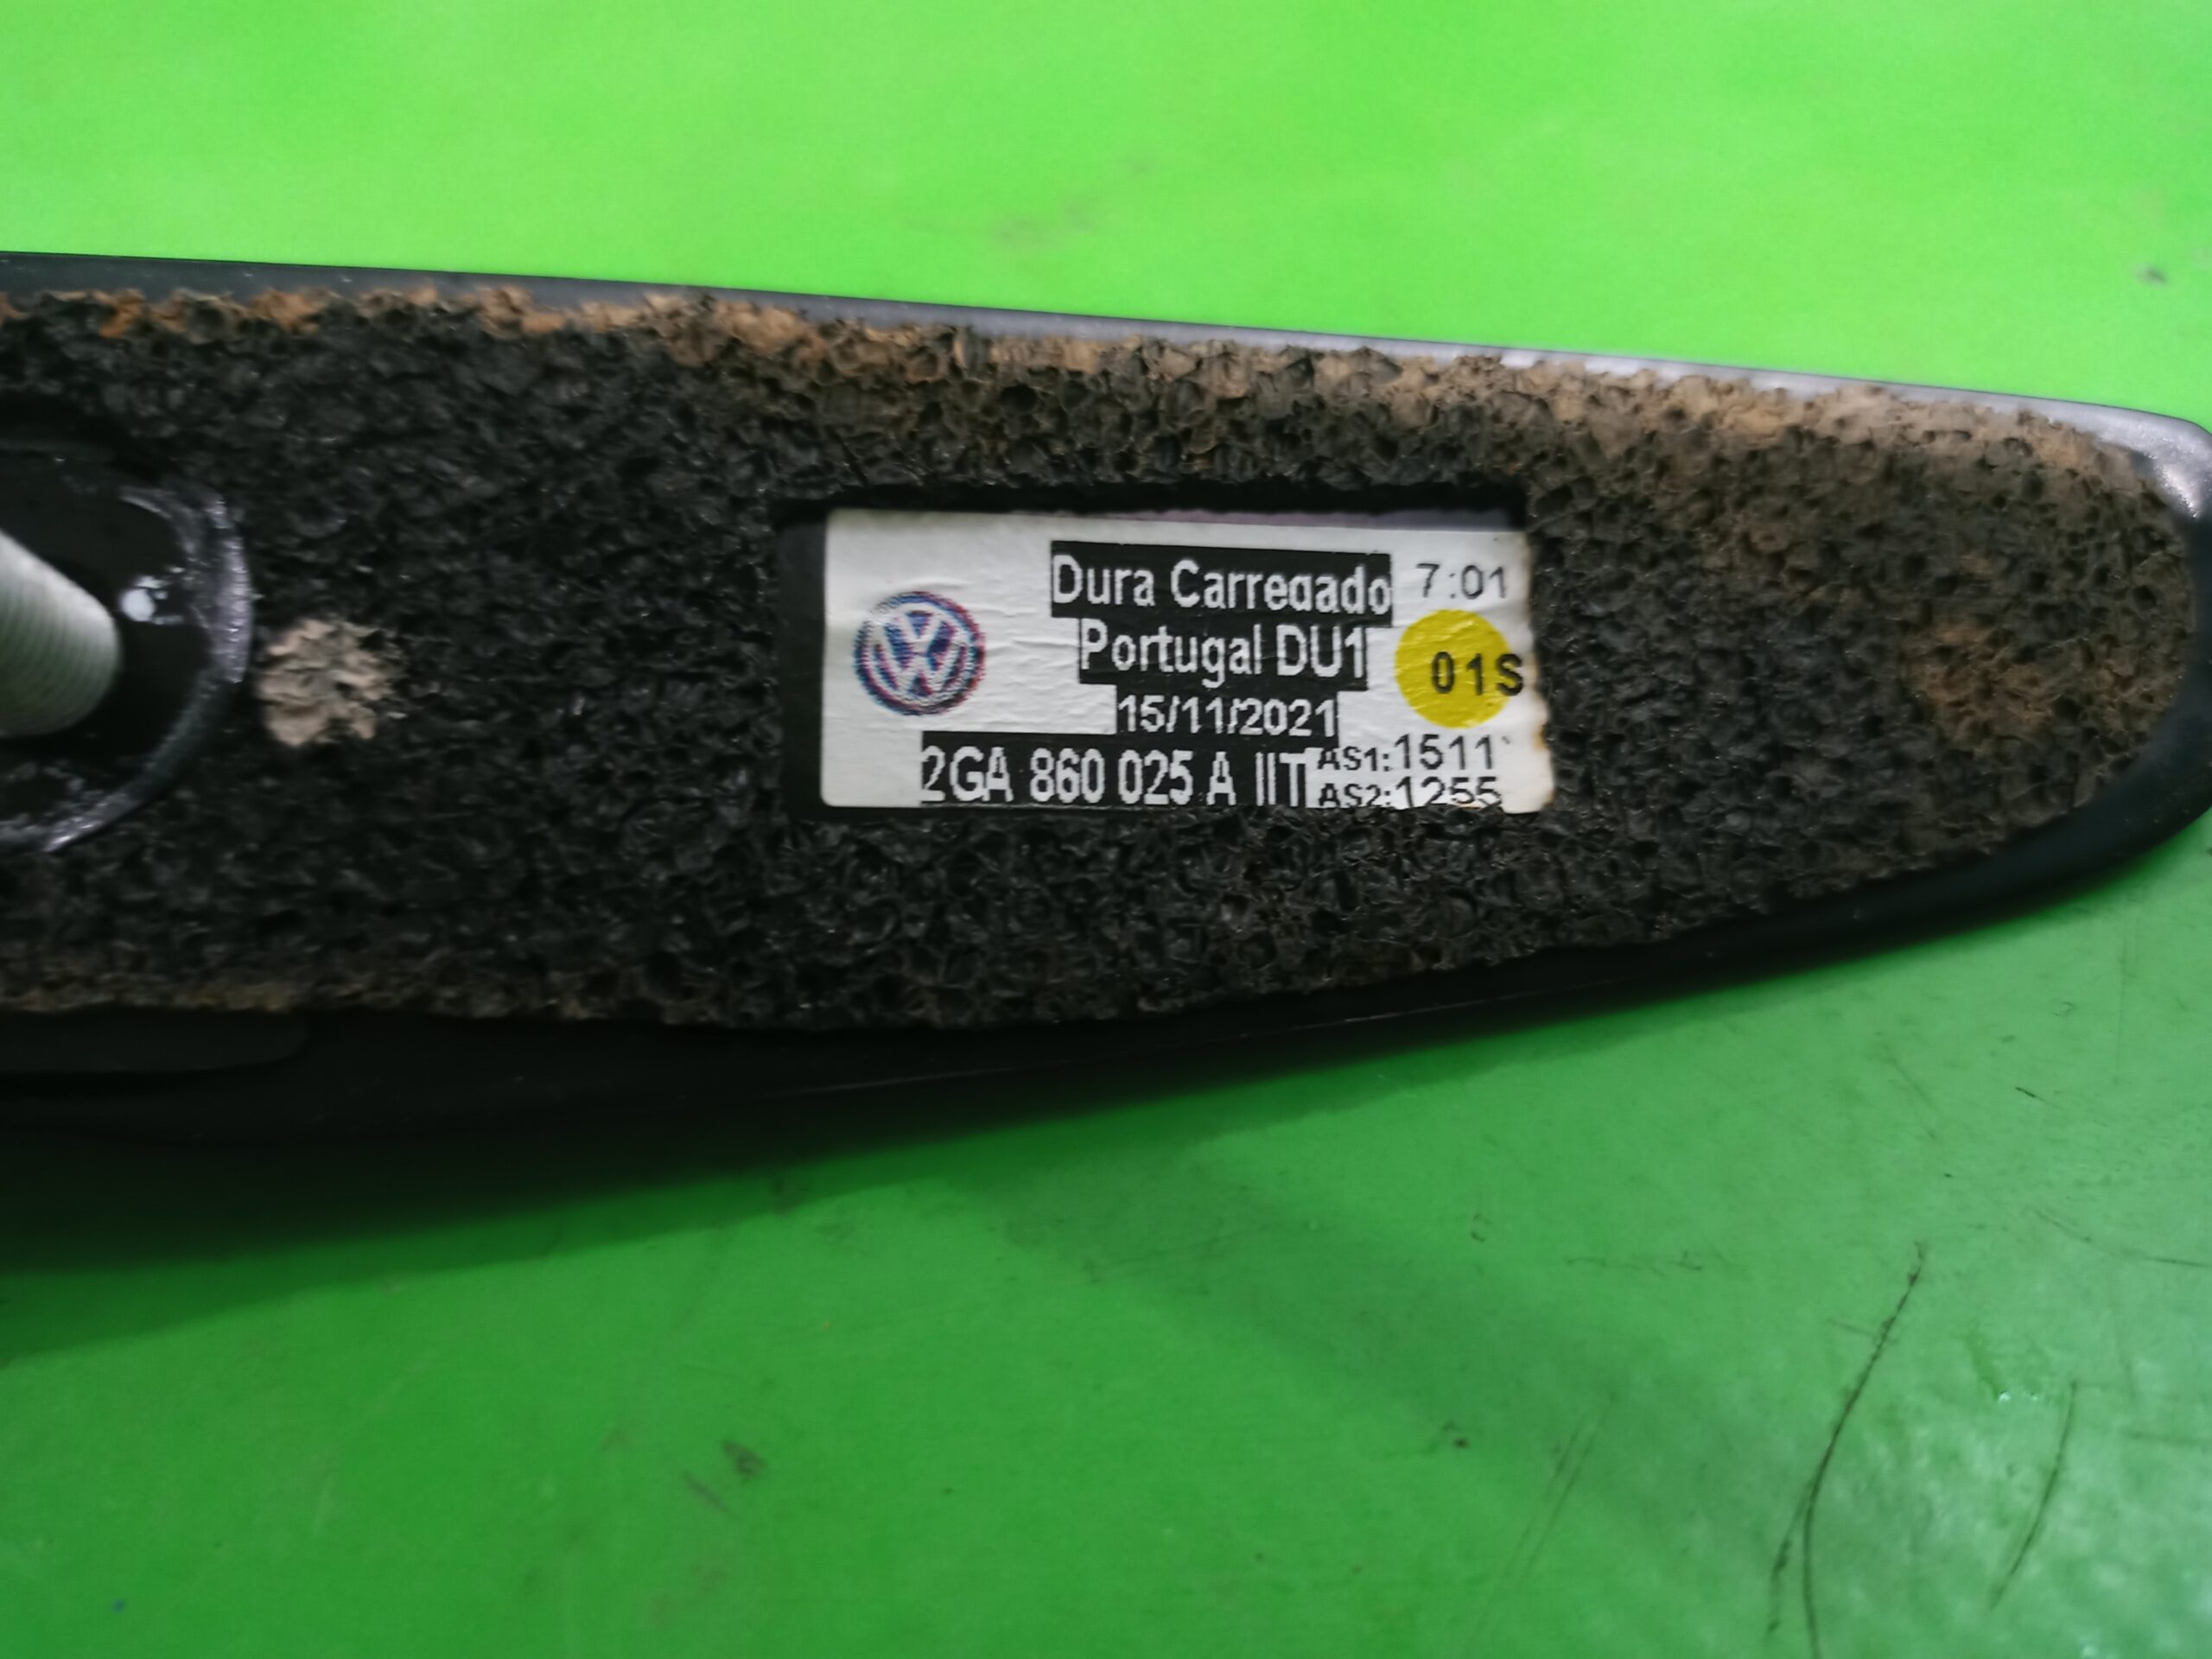 Dura Carregado 7:01
Portugal DU1
01S
15/11/2021
2GA 860 025 A IIT
AS1:1511
AS2:1255